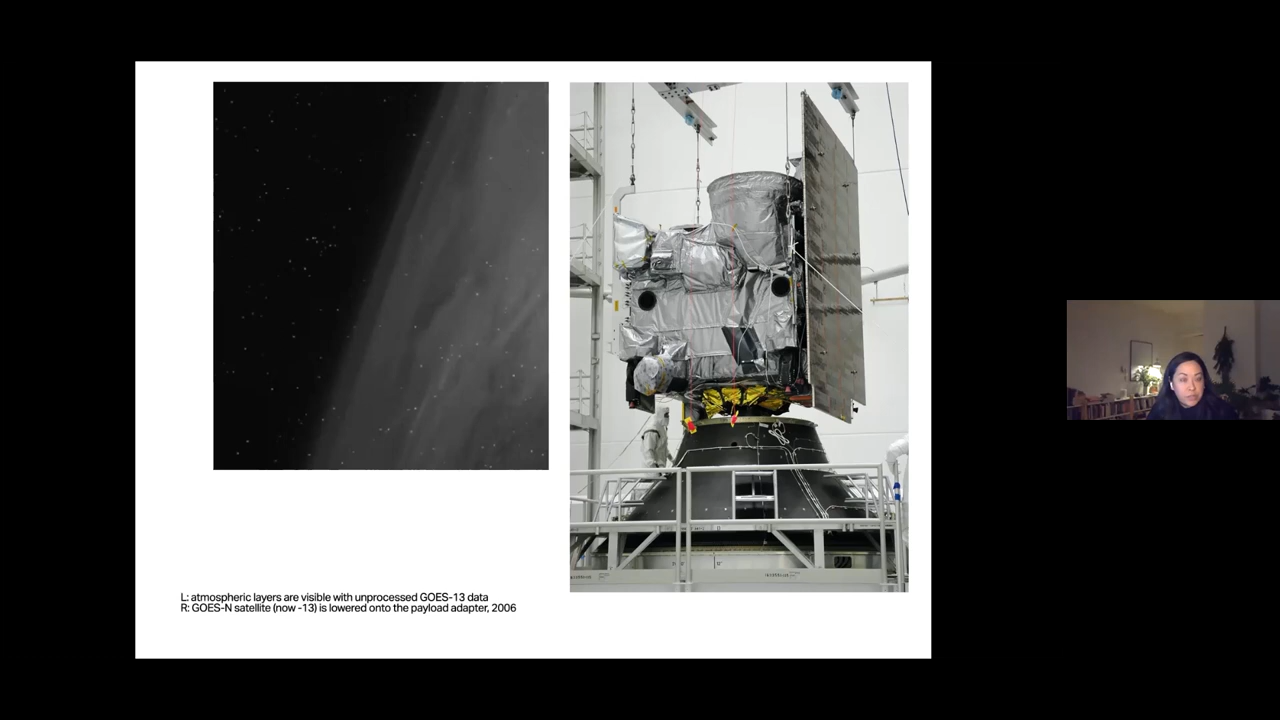 L: atmospheric layers are visible with unprocessed GOES-13 data
R: GOES-N satellite (now -13) is lowered onto the payload adapter, 2006